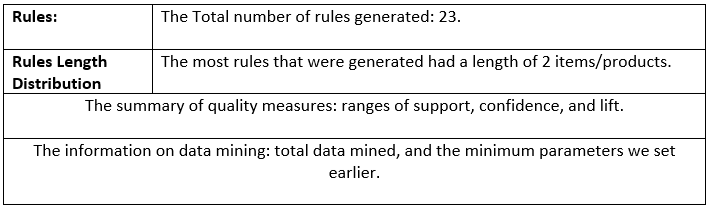 Rules: The Total number of rules generated: 23.
Rules Length The most rules that were generated had a length of 2 items/products.
Distribution
The summary of quality measures: ranges of support, confidence, and lift.
The information on data mining: total data mined, and the minimum parameters we set
earlier.